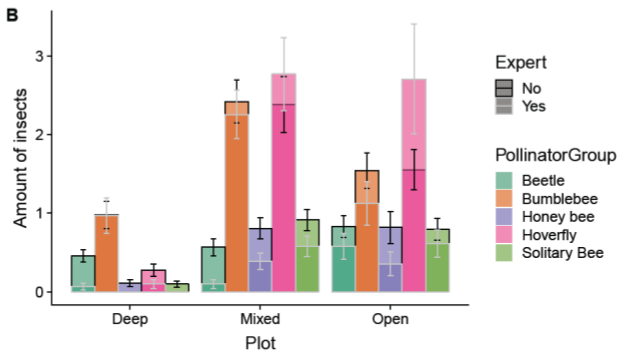 B
Amount of insects
3
2
1
0
Deep
Mixed
Open
Plot
Expert
No
Yes
PollinatorGroup
Beetle
Bumblebee
Honey bee
Hoverfly
Solitary Bee